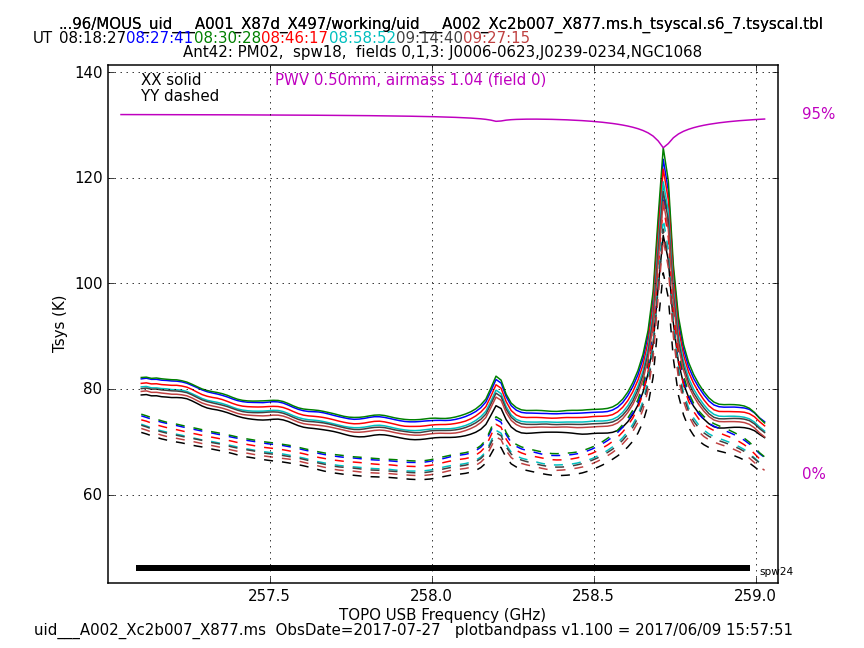 ...96/MOUS_uid___A001_X87d_X497/working/uid___A002_Xc2b007_X877.ms.h_tsyscal.s6_7.tsyscal.tbl
UT 08:18:27 08:27:41 08:30:28 08:46:17 08:58:52 09:14:40 09:27:15
Ant42: PM02,  spw18,  fields 0,1,3: J0006-0623,J0239-0234,NGC1068
XX solid
YY dashed
PWV 0.50mm, airmass 1.04 (field 0)
140
120
100
80
60
Tsys (K)
95%
0%
spw24
257.5 258.0 258.5 259.0
TOPO USB Frequency (GHz)
uid___A002_Xc2b007_X877.ms  ObsDate=2017-07-27   plotbandpass v1.100 = 2017/06/09 15:57:51